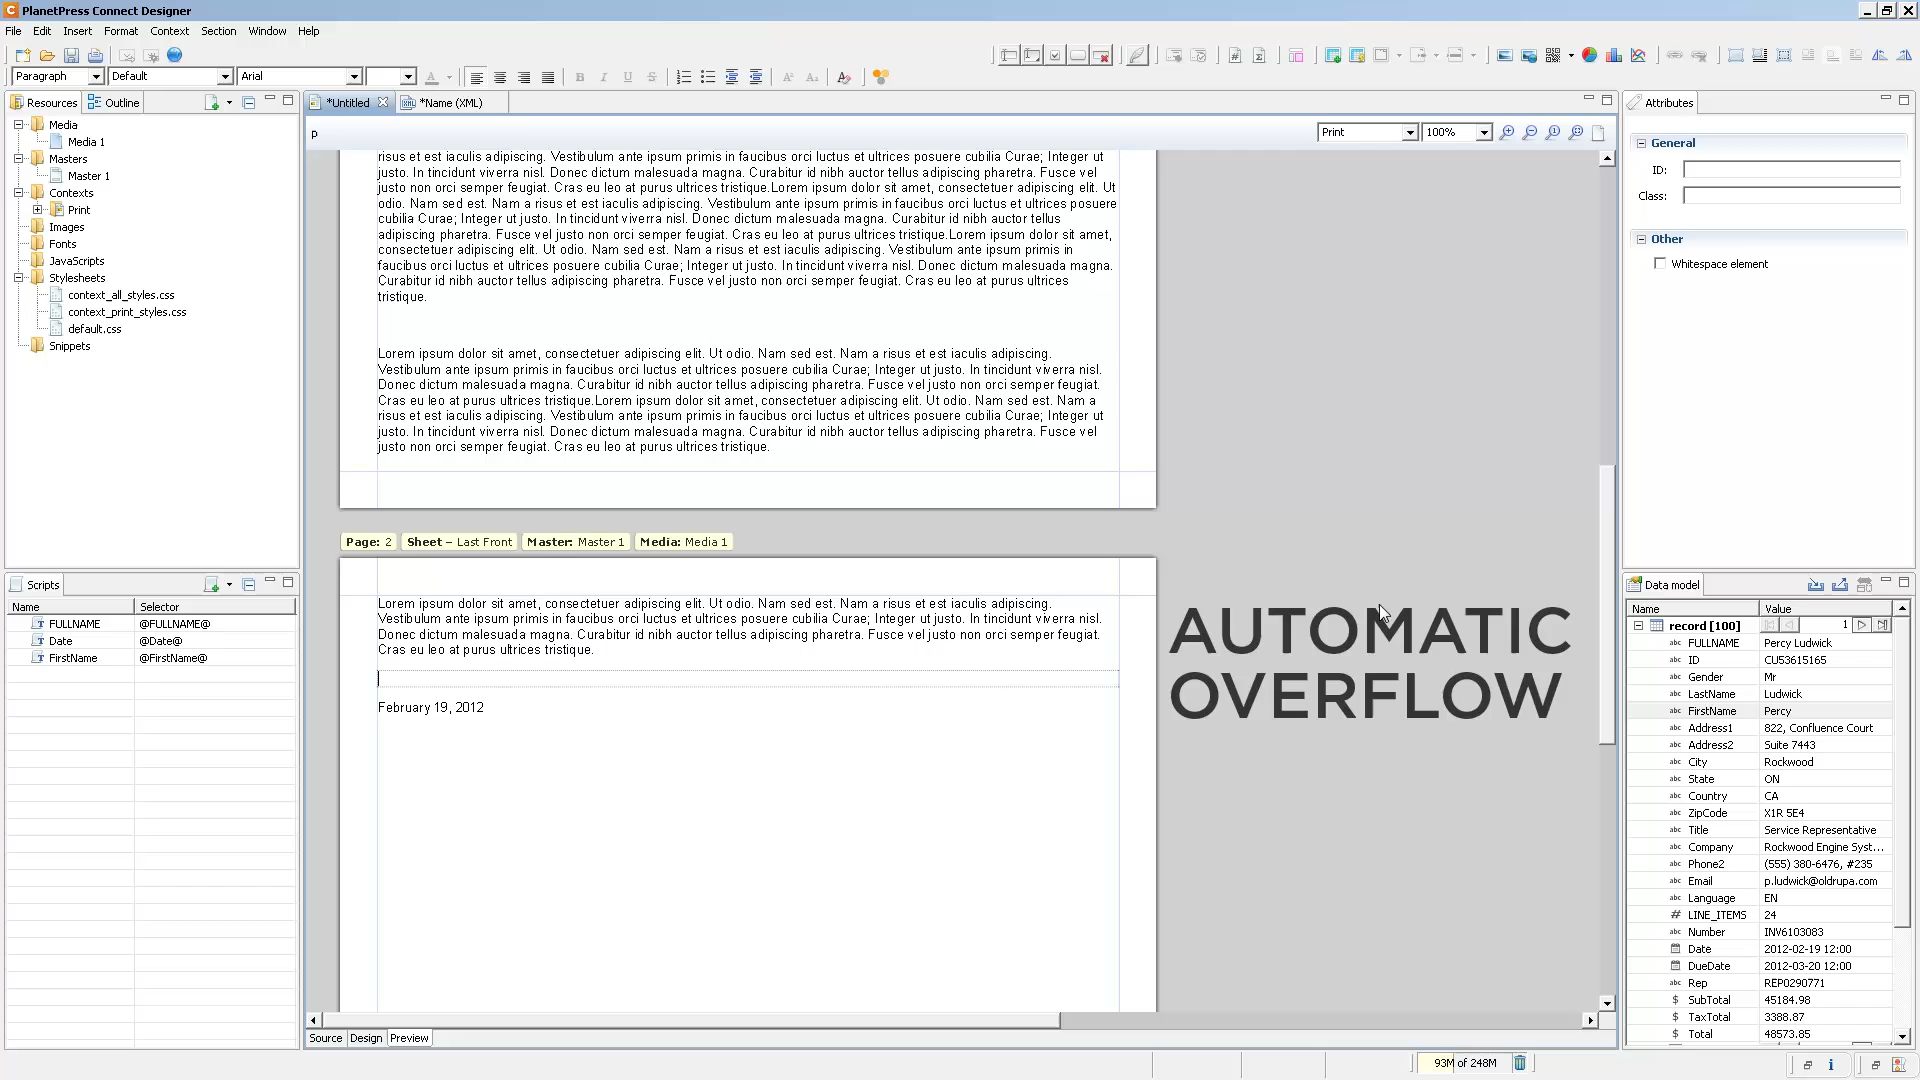 PlanetPress Connect Designer
File Edit Insert Format Context Section Window Help
Paragraph Default Arial
Resources Outline
Media
Media 1
Masters
Master 1
Contexts
Print
Images
Fonts
JavaScripts
Stylesheets
context_all_styles.css
context_print_styles.css
default.css
Snippets
Scripts
Name Selector
FULLNAME @FULLNAME@
Date @Date@
FirstName @FirstName@
*Untitled *Name (XML)
p
Print 100%
risus et est iaculis adipiscing. Vestibulum ante ipsum primis in faucibus orci luctus et ultrices posuere cubilia Curae; Integer ut
justo. In tincidunt viverra nisl. Donec dictum malesuada magna. Curabitur id nibh auctor tellus adipiscing pharetra. Fusce vel
justo non orci semper feugiat. Cras eu leo at purus ultrices tristique.Lorem ipsum dolor sit amet, consectetuer adipiscing elit. Ut
odio. Nam sed est. Nam a risus et est iaculis adipiscing. Vestibulum ante ipsum primis in faucibus orci luctus et ultrices posuere
cubilia Curae; Integer ut justo. In tincidunt viverra nisl. Donec dictum malesuada magna. Curabitur id nibh auctor tellus
adipiscing pharetra. Fusce vel justo non orci semper feugiat. Cras eu leo at purus ultrices tristique.Lorem ipsum dolor sit amet,
consectetuer adipiscing elit. Ut odio. Nam sed est. Nam a risus et est iaculis adipiscing. Vestibulum ante ipsum primis in
faucibus orci luctus et ultrices posuere cubilia Curae; Integer ut justo. In tincidunt viverra nisl. Donec dictum malesuada magna.
Curabitur id nibh auctor tellus adipiscing pharetra. Fusce vel justo non orci semper feugiat. Cras eu leo at purus ultrices
tristique.
Lorem ipsum dolor sit amet, consectetuer adipiscing elit. Ut odio. Nam sed est. Nam a risus et est iaculis adipiscing.
Vestibulum ante ipsum primis in faucibus orci luctus et ultrices posuere cubilia Curae; Integer ut justo. In tincidunt viverra nisl.
Donec dictum malesuada magna. Curabitur id nibh auctor tellus adipiscing pharetra. Fusce vel justo non orci semper feugiat.
Cras eu leo at purus ultrices tristique.Lorem ipsum dolor sit amet, consectetuer adipiscing elit. Ut odio. Nam sed est. Nam a
risus et est iaculis adipiscing. Vestibulum ante ipsum primis in faucibus orci luctus et ultrices posuere cubilia Curae; Integer ut
justo. In tincidunt viverra nisl. Donec dictum malesuada magna. Curabitur id nibh auctor tellus adipiscing pharetra. Fusce vel
justo non orci semper feugiat. Cras eu leo at purus ultrices tristique.
Page: 2 Sheet – Last Front Master: Master 1 Media: Media 1
Lorem ipsum dolor sit amet, consectetuer adipiscing elit. Ut odio. Nam sed est. Nam a risus et est iaculis adipiscing.
Vestibulum ante ipsum primis in faucibus orci luctus et ultrices posuere cubilia Curae; Integer ut justo. In tincidunt viverra nisl.
Donec dictum malesuada magna. Curabitur id nibh auctor tellus adipiscing pharetra. Fusce vel justo non orci semper feugiat.
Cras eu leo at purus ultrices tristique.
February 19, 2012
AUTOMATIC
OVERFLOW
Source Design Preview
Attributes
General
ID:
Class:
Other
Whitespace element
Data model
Name Value
record [100] 1
FULLNAME Percy Ludwick
ID CU53615165
Gender Mr
LastName Ludwick
FirstName Percy
Address1 822, Confluence Court
Address2 Suite 7443
City Rockwood
State ON
Country CA
ZipCode X1R 5E4
Title Service Representative
Company Rockwood Engine Syst...
Phone2 (555) 380-6476, #235
Email p.ludwick@oldrupa.com
Language EN
LINE_ITEMS 24
Number INV6103083
Date 2012-02-19 12:00
DueDate 2012-03-20 12:00
Rep REP0290771
SubTotal 45184.98
TaxTotal 3388.87
Total 48573.85
93M of 248M